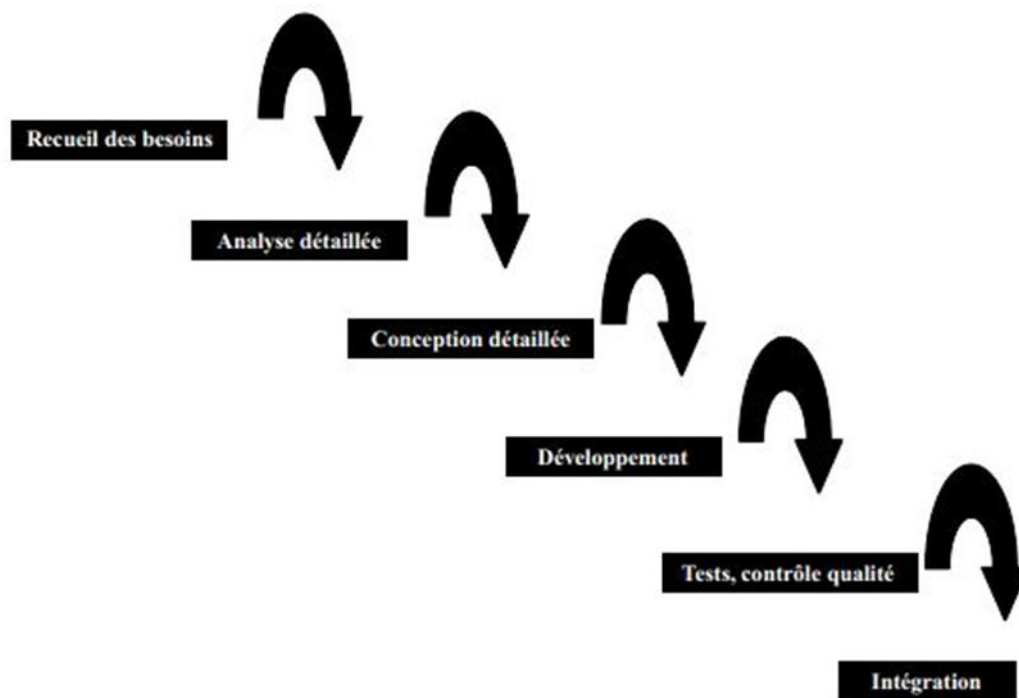 Recueil des besoins
Analyse détaillée
Conception détaillée
Développement
Tests, contrôle qualité
Intégration